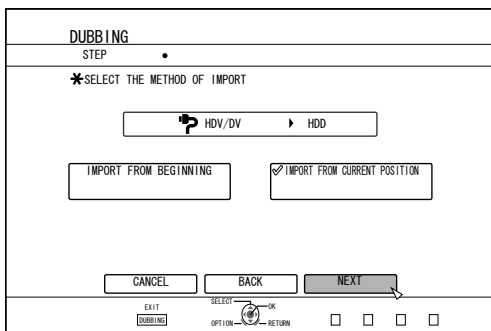 DUBBING
STEP
SELECT THE METHOD OF IMPORT
HDV/DV HDD
IMPORT FROM BEGINNING
IMPORT FROM CURRENT POSITION
CANCEL BACK NEXT
EXIT
DUBBING
SELECT
OK
OPTION
RETURN